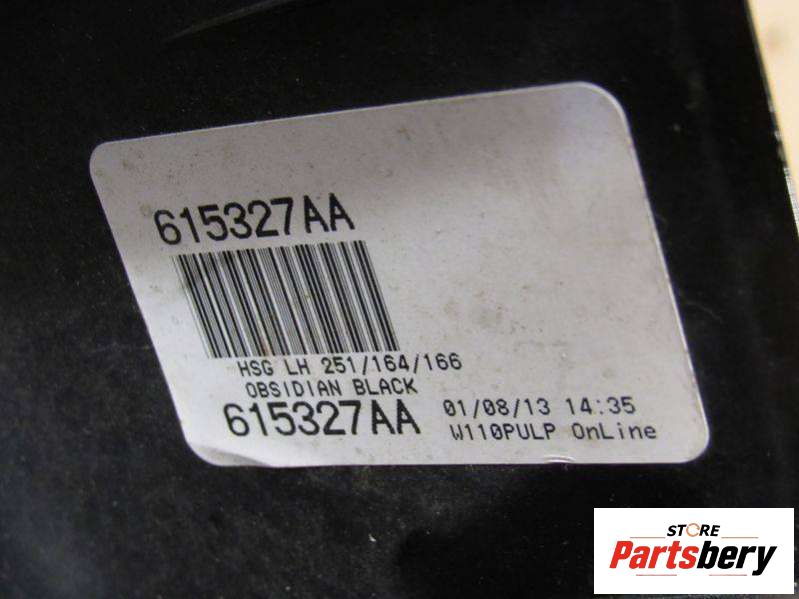 615327AA
HSG LH 251/164/166
OBSIDIAN BLACK
615327AA
01/08/13 14:35
W110PULP OnLine
STORE
Partsbery